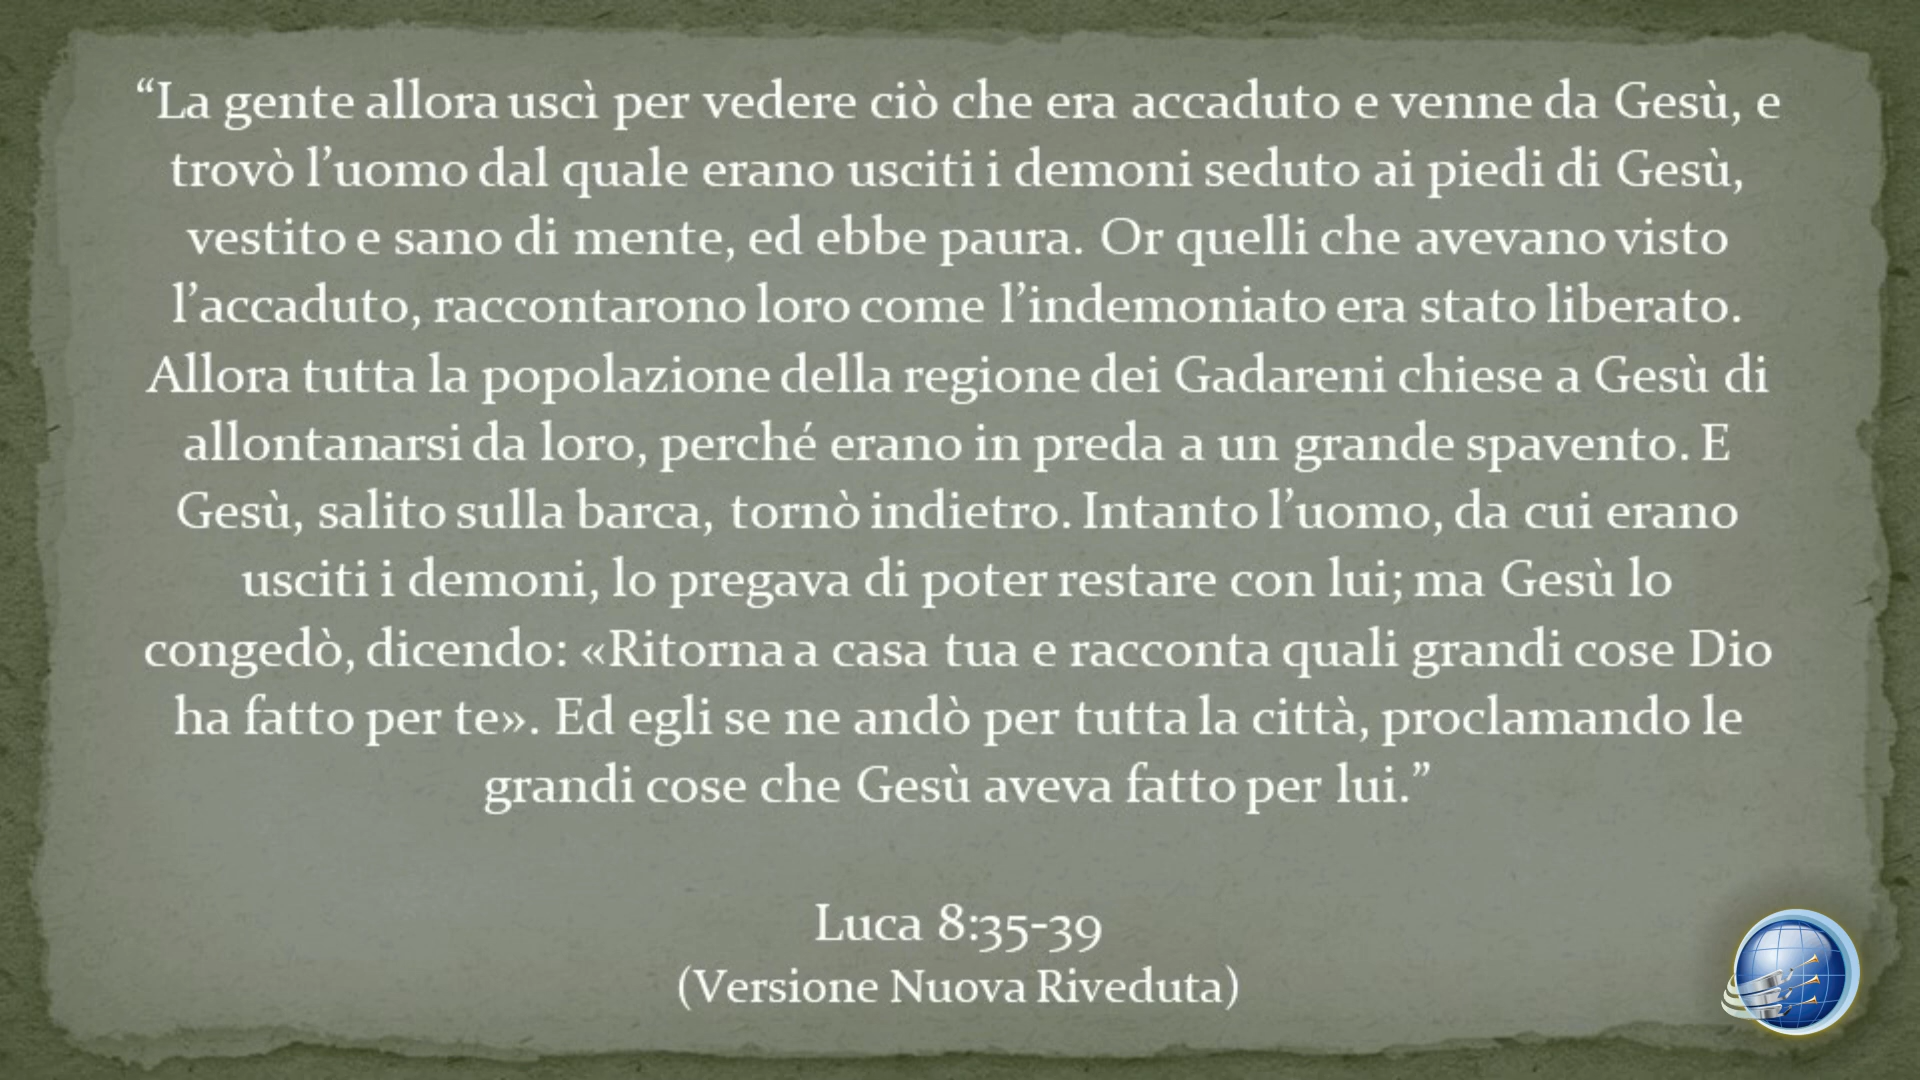 “La gente allora uscì per vedere ciò che era accaduto e venne da Gesù, e
trovò l’uomo dal quale erano usciti i demoni seduto ai piedi di Gesù,
vestito e sano di mente, ed ebbe paura. Or quelli che avevano visto
l’accaduto, raccontarono loro come l’indemoniato era stato liberato.
Allora tutta la popolazione della regione dei Gadareni chiese a Gesù di
allontanarsi da loro, perché erano in preda a un grande spavento. E
Gesù, salito sulla barca, tornò indietro. Intanto l’uomo, da cui erano
usciti i demoni, lo pregava di poter restare con lui; ma Gesù lo
congedò, dicendo: «Ritorna a casa tua e racconta quali grandi cose Dio
ha fatto per te». Ed egli se ne andò per tutta la città, proclamando le
grandi cose che Gesù aveva fatto per lui.”
Luca 8:35-39
(Versione Nuova Riveduta)